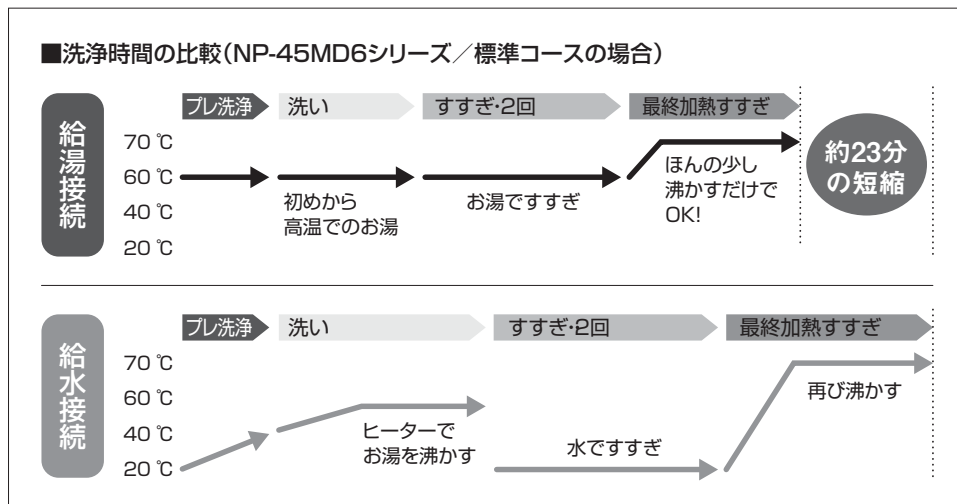 ■洗浄時間の比較（NP-45MD6シリーズ／標準コースの場合）
給湯接続
プレ洗浄
洗い
すすぎ･2回
最終加熱すすぎ
70 ℃
60 ℃
40 ℃
20 ℃
初めから
高温でのお湯
お湯ですすぎ
ほんの少し
沸かすだけで
OK!
約23分
の短縮
給水接続
プレ洗浄
洗い
すすぎ･2回
最終加熱すすぎ
70 ℃
60 ℃
40 ℃
20 ℃
ヒーターで
お湯を沸かす
水ですすぎ
再び沸かす